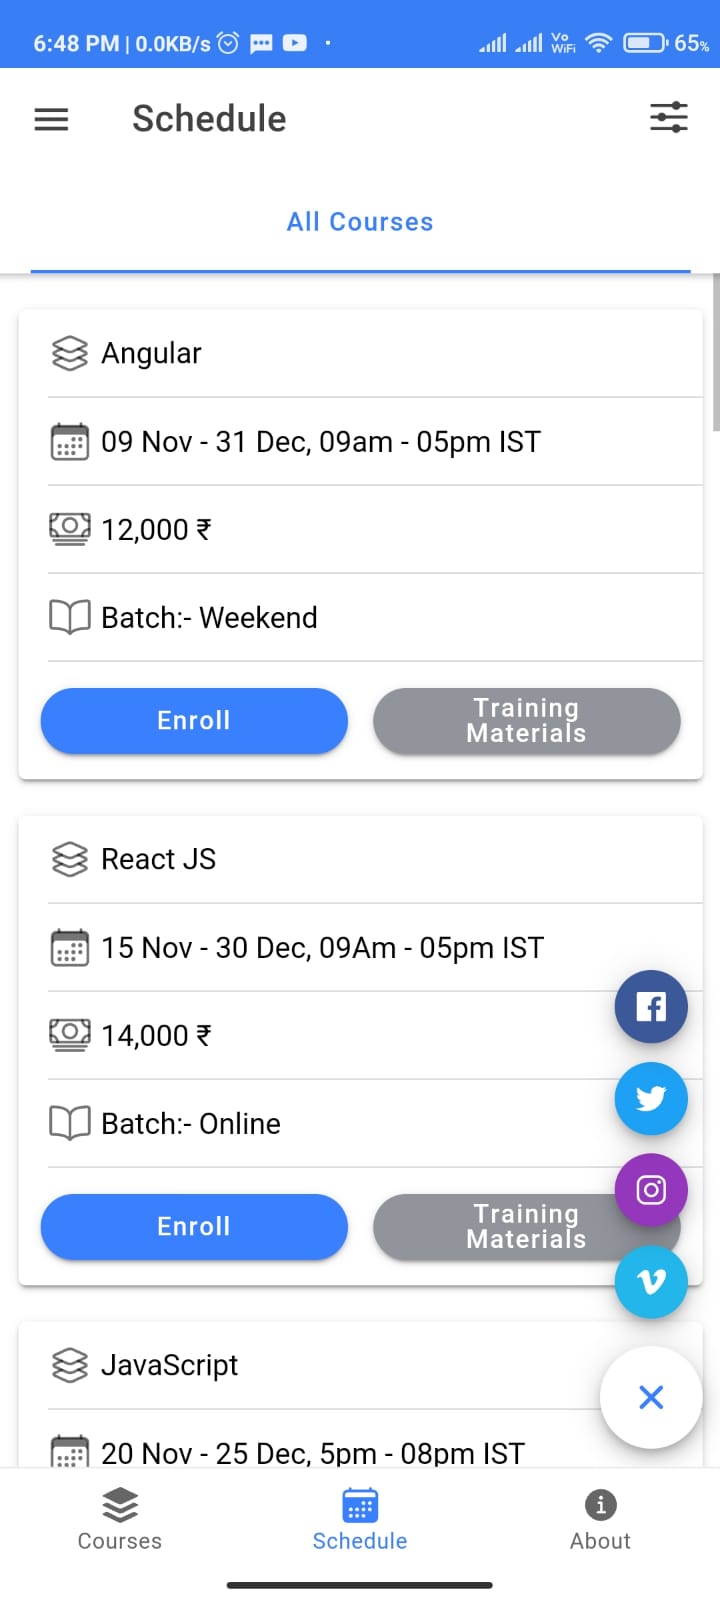 6:48 PM | 0.0KB/s
Vo
WiFi
65%
Schedule
All Courses
Angular
09 Nov - 31 Dec, 09am - 05pm IST
12,000 ₹
Batch:- Weekend
Enroll
Training
Materials
React JS
15 Nov - 30 Dec, 09Am - 05pm IST
14,000 ₹
Batch:- Online
Enroll
Training
Materials
JavaScript
20 Nov - 25 Dec, 5pm - 08pm IST
Courses
Schedule
About